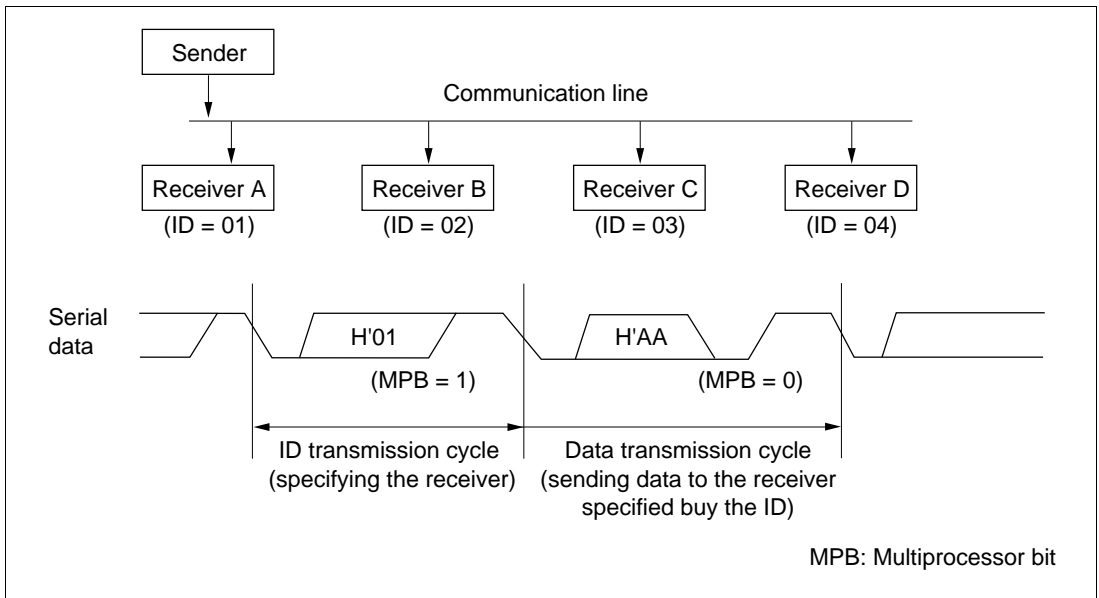 Sender
Communication line
Receiver A
Receiver B
Receiver C
Receiver D
(ID = 01)
(ID = 02)
(ID = 03)
(ID = 04)
Serial
data
H'01
H'AA
(MPB = 1)
(MPB = 0)
ID transmission cycle
(specifying the receiver)
Data transmission cycle
(sending data to the receiver
specified buy the ID)
MPB: Multiprocessor bit